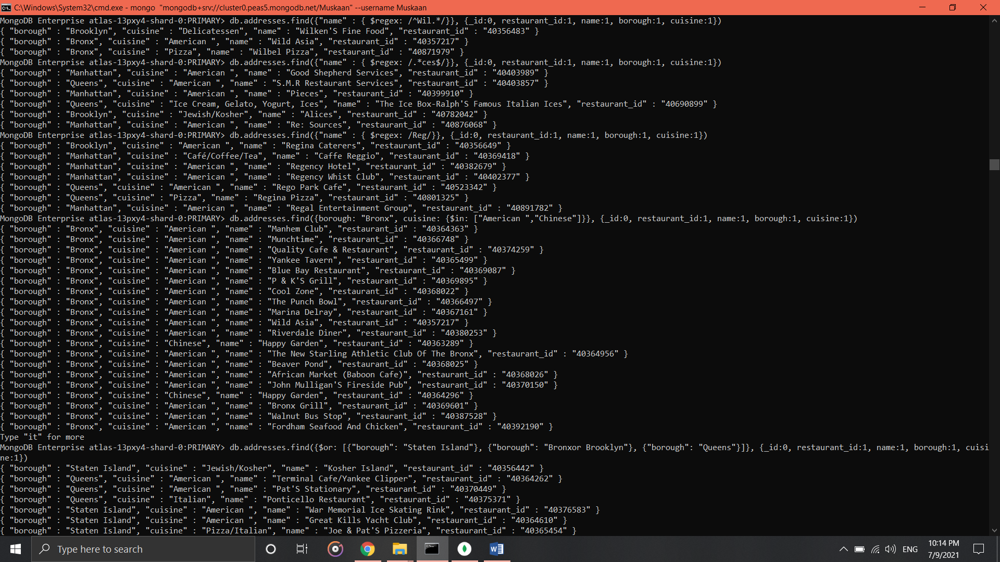 C:\Windows\System32\cmd.exe - mongo "mongodb+srv://cluster0.peas5.mongodb.net/Muskaan" --username Muskaan
MongoDB Enterprise atlas-13pxy4-shard-0:PRIMARY> db.addresses.find({"name" : { $regex: /^Wil.*/}}, {_id:0, restaurant_id:1, name:1, borough:1, cuisine:1})
{ "borough" : "Brooklyn", "cuisine" : "Delicatessen", "name" : "Wilken'S Fine Food", "restaurant_id" : "40356483" }
{ "borough" : "Bronx", "cuisine" : "American ", "name" : "Wild Asia", "restaurant_id" : "40357217" }
{ "borough" : "Bronx", "cuisine" : "Pizza", "name" : "Wilbel Pizza", "restaurant_id" : "40871979" }
MongoDB Enterprise atlas-13pxy4-shard-0:PRIMARY> db.addresses.find({"name" : { $regex: /.*ces$/}}, {_id:0, restaurant_id:1, name:1, borough:1, cuisine:1})
{ "borough" : "Manhattan", "cuisine" : "American ", "name" : "Good Shepherd Services", "restaurant_id" : "40403989" }
{ "borough" : "Queens", "cuisine" : "American ", "name" : "S.M.R Restaurant Services", "restaurant_id" : "40403857" }
{ "borough" : "Manhattan", "cuisine" : "American ", "name" : "Pieces", "restaurant_id" : "40399910" }
{ "borough" : "Queens", "cuisine" : "Ice Cream, Gelato, Yogurt, Ices", "name" : "The Ice Box-Ralph'S Famous Italian Ices", "restaurant_id" : "40690899" }
{ "borough" : "Brooklyn", "cuisine" : "Jewish/Kosher", "name" : "Alices", "restaurant_id" : "40782042" }
{ "borough" : "Manhattan", "cuisine" : "American ", "name" : "Re: Sources", "restaurant_id" : "40876068" }
MongoDB Enterprise atlas-13pxy4-shard-0:PRIMARY> db.addresses.find({"name" : { $regex: /Reg/}}, {_id:0, restaurant_id:1, name:1, borough:1, cuisine:1})
{ "borough" : "Brooklyn", "cuisine" : "American ", "name" : "Regina Caterers", "restaurant_id" : "40356649" }
{ "borough" : "Manhattan", "cuisine" : "Café/Coffee/Tea", "name" : "Caffe Reggio", "restaurant_id" : "40369418" }
{ "borough" : "Manhattan", "cuisine" : "American ", "name" : "Regency Hotel", "restaurant_id" : "40382679" }
{ "borough" : "Manhattan", "cuisine" : "American ", "name" : "Regency Whist Club", "restaurant_id" : "40402377" }
{ "borough" : "Queens", "cuisine" : "American ", "name" : "Rego Park Cafe", "restaurant_id" : "40523342" }
{ "borough" : "Queens", "cuisine" : "Pizza", "name" : "Regina Pizza", "restaurant_id" : "40801325" }
{ "borough" : "Manhattan", "cuisine" : "American ", "name" : "Regal Entertainment Group", "restaurant_id" : "40891782" }
MongoDB Enterprise atlas-13pxy4-shard-0:PRIMARY> db.addresses.find({borough: "Bronx", cuisine: {$in: ["American ","Chinese"]}}, {_id:0, restaurant_id:1, name:1, borough:1, cuisine:1})
{ "borough" : "Bronx", "cuisine" : "American ", "name" : "Manhem Club", "restaurant_id" : "40364363" }
{ "borough" : "Bronx", "cuisine" : "American ", "name" : "Munchtime", "restaurant_id" : "40366748" }
{ "borough" : "Bronx", "cuisine" : "American ", "name" : "Quality Cafe & Restaurant", "restaurant_id" : "40374259" }
{ "borough" : "Bronx", "cuisine" : "American ", "name" : "Yankee Tavern", "restaurant_id" : "40365499" }
{ "borough" : "Bronx", "cuisine" : "American ", "name" : "Blue Bay Restaurant", "restaurant_id" : "40369087" }
{ "borough" : "Bronx", "cuisine" : "American ", "name" : "P & K'S Grill", "restaurant_id" : "40369895" }
{ "borough" : "Bronx", "cuisine" : "American ", "name" : "Cool Zone", "restaurant_id" : "40368022" }
{ "borough" : "Bronx", "cuisine" : "American ", "name" : "The Punch Bowl", "restaurant_id" : "40366497" }
{ "borough" : "Bronx", "cuisine" : "American ", "name" : "Marina Delray", "restaurant_id" : "40367161" }
{ "borough" : "Bronx", "cuisine" : "American ", "name" : "Wild Asia", "restaurant_id" : "40357217" }
{ "borough" : "Bronx", "cuisine" : "American ", "name" : "Riverdale Diner", "restaurant_id" : "40380253" }
{ "borough" : "Bronx", "cuisine" : "Chinese", "name" : "Happy Garden", "restaurant_id" : "40363289" }
{ "borough" : "Bronx", "cuisine" : "American ", "name" : "The New Starling Athletic Club Of The Bronx", "restaurant_id" : "40364956" }
{ "borough" : "Bronx", "cuisine" : "American ", "name" : "Beaver Pond", "restaurant_id" : "40368025" }
{ "borough" : "Bronx", "cuisine" : "American ", "name" : "African Market (Baboon Cafe)", "restaurant_id" : "40368026" }
{ "borough" : "Bronx", "cuisine" : "American ", "name" : "John Mulligan'S Fireside Pub", "restaurant_id" : "40370150" }
{ "borough" : "Bronx", "cuisine" : "Chinese", "name" : "Happy Garden", "restaurant_id" : "40364296" }
{ "borough" : "Bronx", "cuisine" : "American ", "name" : "Bronx Grill", "restaurant_id" : "40369601" }
{ "borough" : "Bronx", "cuisine" : "American ", "name" : "Walnut Bus Stop", "restaurant_id" : "40387528" }
{ "borough" : "Bronx", "cuisine" : "American ", "name" : "Fordham Seafood And Chicken", "restaurant_id" : "40392190" }
Type "it" for more
MongoDB Enterprise atlas-13pxy4-shard-0:PRIMARY> db.addresses.find({$or: [{"borough": "Staten Island"}, {"borough": "Bronxor Brooklyn"}, {"borough": "Queens"}]}, {_id:0, restaurant_id:1, name:1, borough:1, cuisi
ne:1})
{ "borough" : "Staten Island", "cuisine" : "Jewish/Kosher", "name" : "Kosher Island", "restaurant_id" : "40356442" }
{ "borough" : "Queens", "cuisine" : "American ", "name" : "Terminal Cafe/Yankee Clipper", "restaurant_id" : "40364262" }
{ "borough" : "Queens", "cuisine" : "American ", "name" : "Pat'S Stationary", "restaurant_id" : "40370449" }
{ "borough" : "Queens", "cuisine" : "Italian", "name" : "Ponticello Restaurant", "restaurant_id" : "40375371" }
{ "borough" : "Staten Island", "cuisine" : "American ", "name" : "War Memorial Ice Skating Rink", "restaurant_id" : "40376583" }
{ "borough" : "Staten Island", "cuisine" : "American ", "name" : "Great Kills Yacht Club", "restaurant_id" : "40364610" }
{ "borough" : "Staten Island", "cuisine" : "Pizza/Italian", "name" : "Joe & Pat'S Pizzeria", "restaurant_id" : "40365454" }
Type here to search
ENG
10:14 PM
7/9/2021